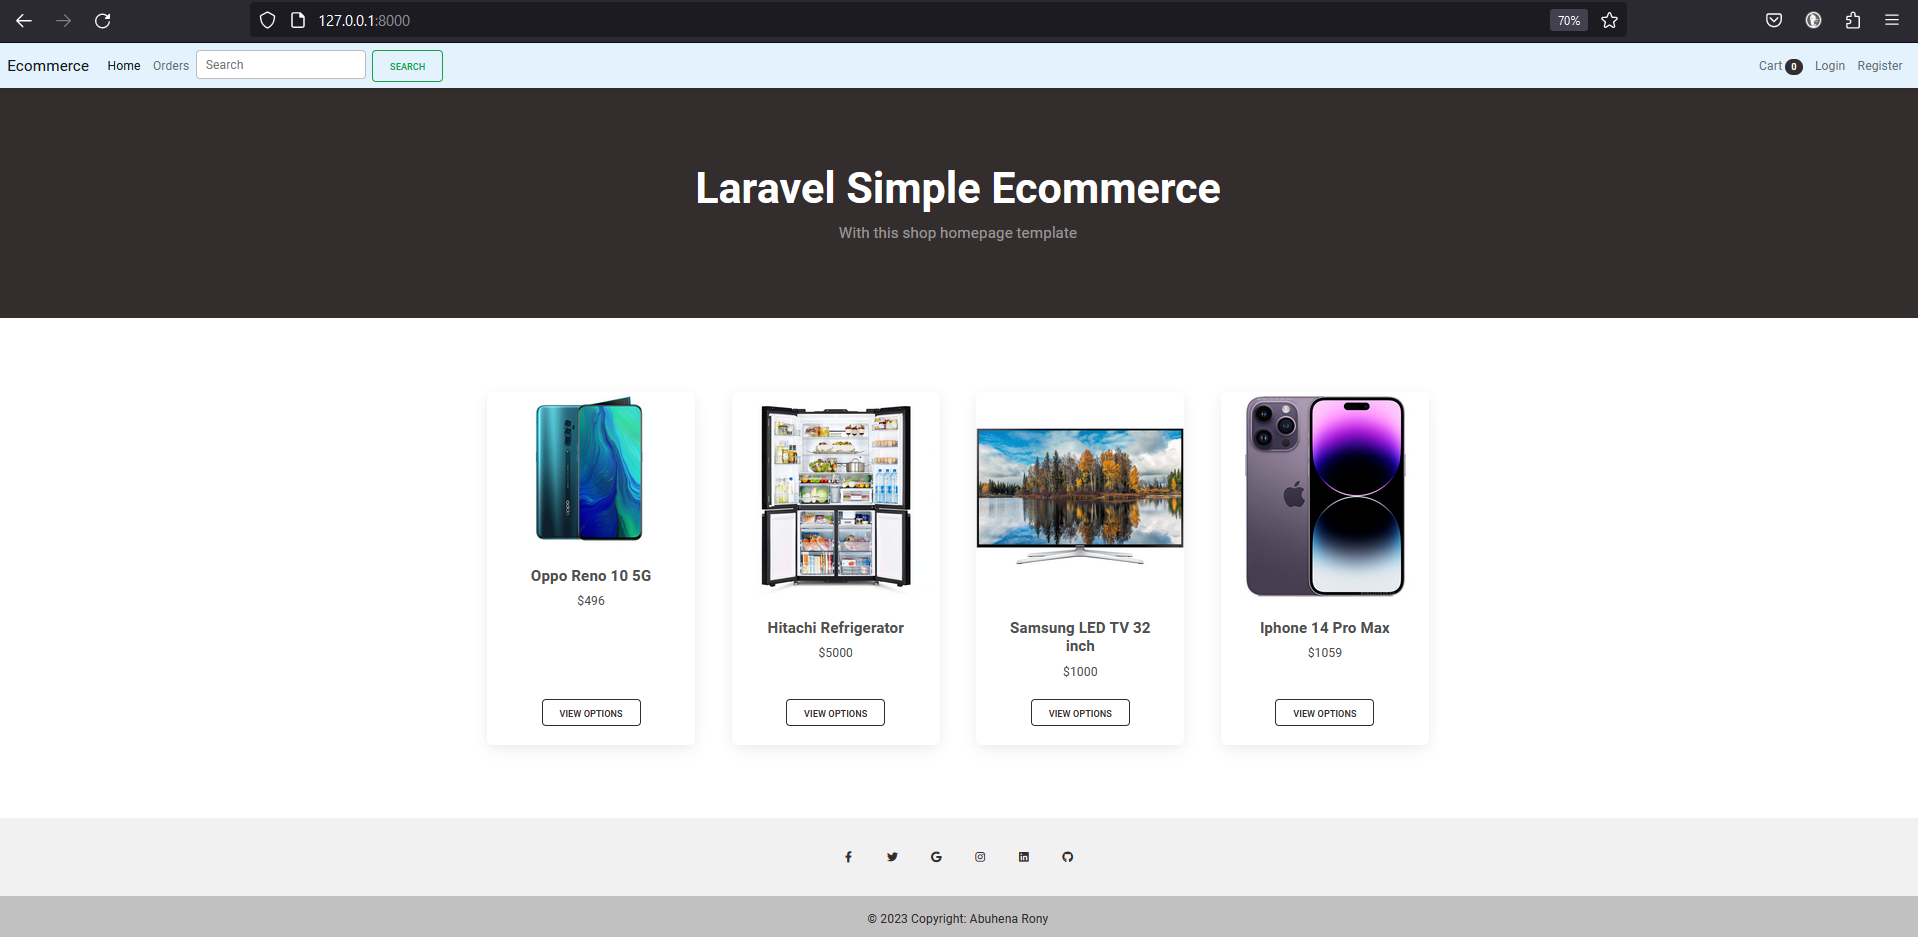 127.0.0.1:8000
70%
Ecommerce
Home
Orders
Search
SEARCH
Cart 0
Login
Register
Laravel Simple Ecommerce
With this shop homepage template
oppo
Oppo Reno 10 5G
$496
VIEW OPTIONS
Hitachi Refrigerator
$5000
VIEW OPTIONS
Samsung LED TV 32
inch
$1000
VIEW OPTIONS
Iphone 14 Pro Max
$1059
VIEW OPTIONS
© 2023 Copyright: Abuhena Rony